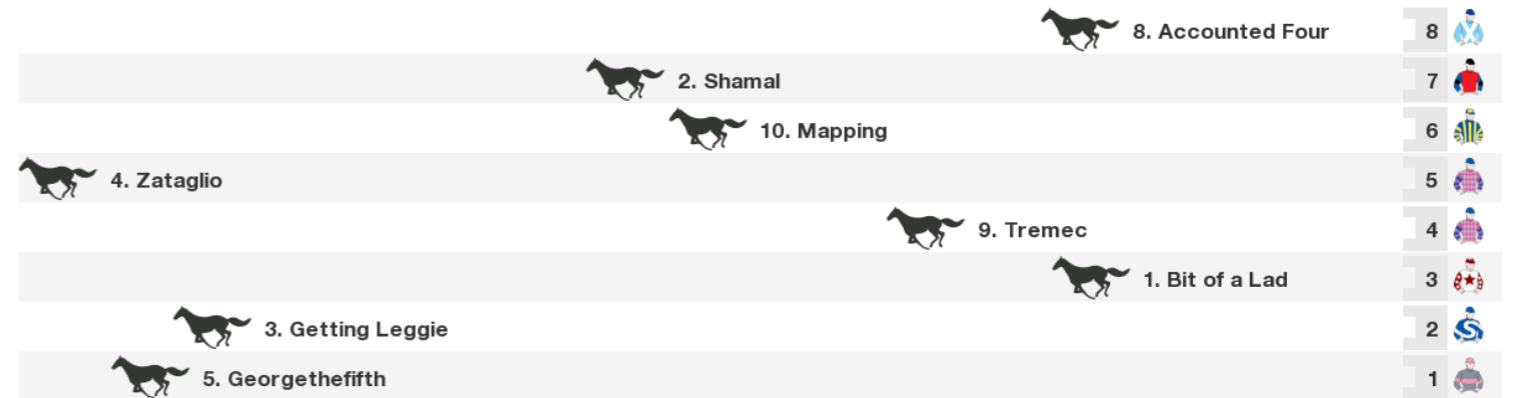 8. Accounted Four 8
2. Shamal 7
10. Mapping 6
4. Zataglio 5
9. Tremec 4
1. Bit of a Lad 3
3. Getting Leggie 2
5. Georgethefifth 1